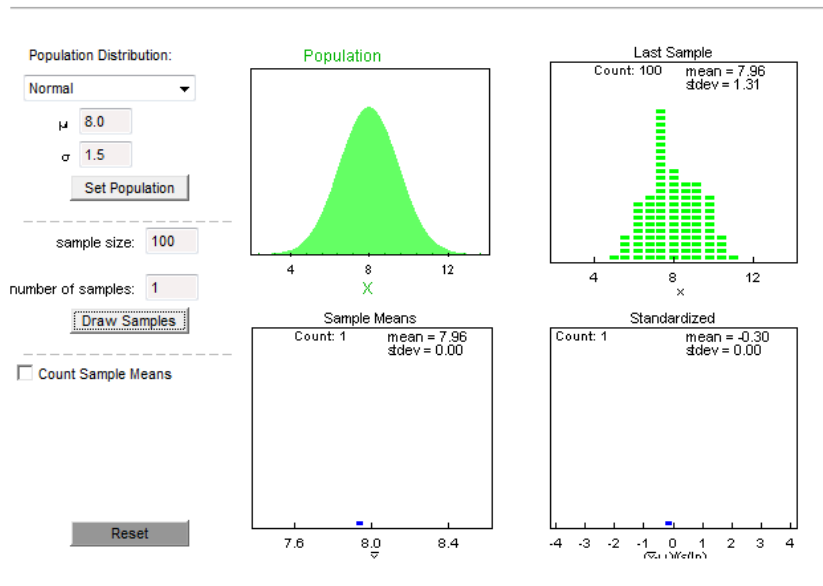 Population Distribution:
Normal
μ 8.0
σ 1.5
Set Population
sample size: 100
number of samples: 1
Draw Samples
Count Sample Means
Reset
Population
4 8 12
X
Last Sample
Count: 100 mean = 7.96
stdev = 1.31
4 8 12
x
Sample Means
Count: 1 mean = 7.96
stdev = 0.00
7.6 8.0 8.4
Standardized
Count: 1 mean = -0.30
stdev = 0.00
-4 -3 -2 -1 0 1 2 3 4